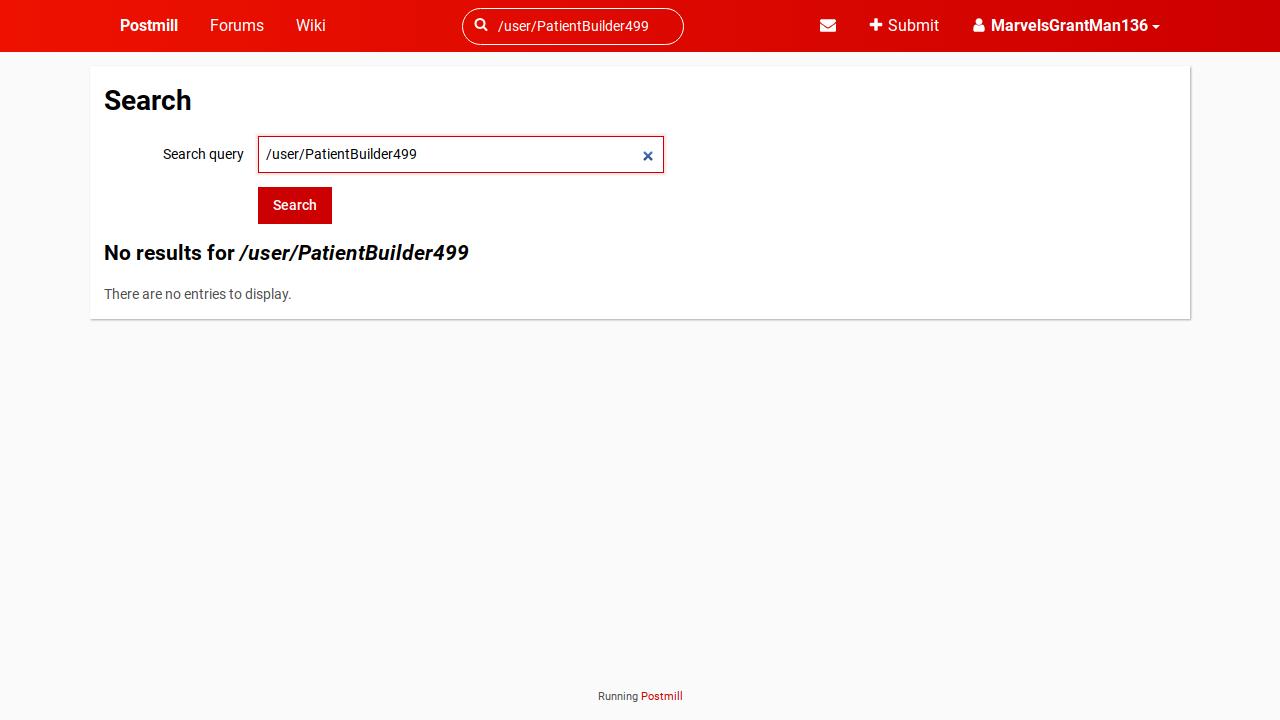 Postmill
Forums
Wiki
/user/PatientBuilder499
Submit
MarvelsGrantMan136
Search
Search query
/user/PatientBuilder499
Search
No results for /user/PatientBuilder499
There are no entries to display.
Running Postmill